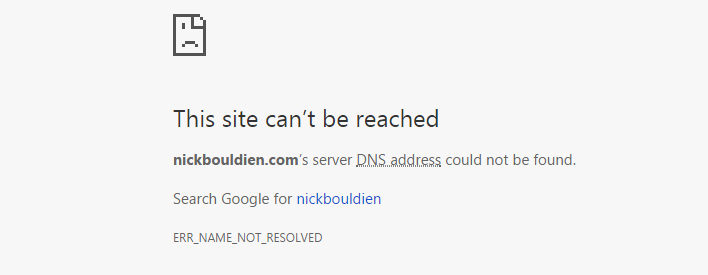 This site can’t be reached
nickbouldien.com’s server DNS address could not be found.
Search Google for nickbouldien
ERR_NAME_NOT_RESOLVED